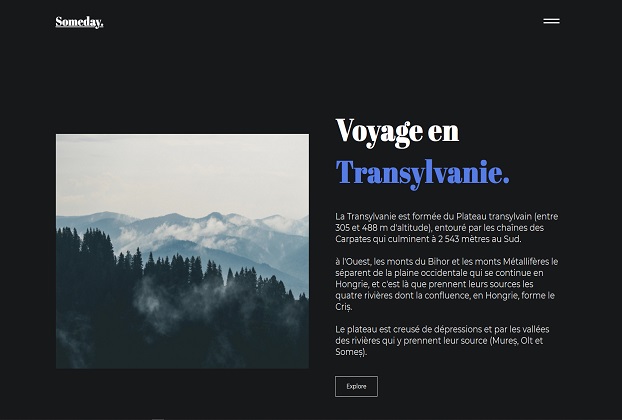 Someday.
Voyage en
Transylvanie.
La Transylvanie est formée du Plateau transylvain (entre
305 et 488 m d'altitude), entouré par les chaînes des
Carpates qui culminent à 2 543 mètres au Sud.
à l'Ouest, les monts du Bihor et les monts Métallifères le
séparent de la plaine occidentale qui se continue en
Hongrie, et c'est là que prennent leurs sources les
quatre rivières dont la confluence, en Hongrie, forme le
Criș.
Le plateau est creusé de dépressions et par les vallées
des rivières qui y prennent leur source (Mureș, Olt et
Someș).
Explore